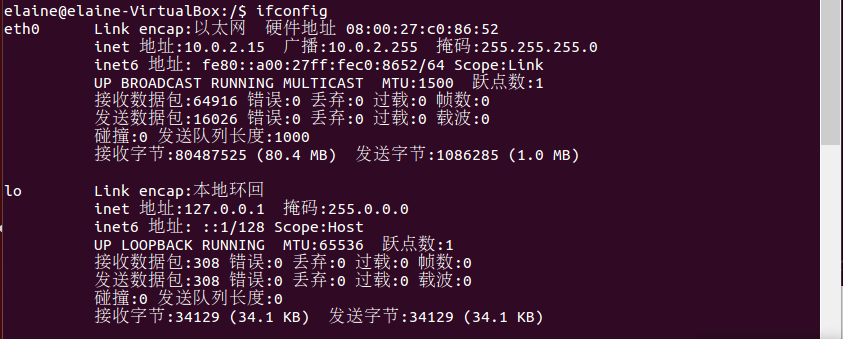 elaine@elaine-VirtualBox:/$ ifconfig
eth0      Link encap:以太网  硬件地址 08:00:27:c0:86:52
          inet 地址:10.0.2.15  广播:10.0.2.255  掩码:255.255.255.0
          inet6 地址: fe80::a00:27ff:fec0:8652/64 Scope:Link
          UP BROADCAST RUNNING MULTICAST  MTU:1500  跃点数:1
          接收数据包:64916 错误:0 丢弃:0 过载:0 帧数:0
          发送数据包:16026 错误:0 丢弃:0 过载:0 载波:0
          碰撞:0 发送队列长度:1000
          接收字节:80487525 (80.4 MB)  发送字节:1086285 (1.0 MB)
lo        Link encap:本地环回
          inet 地址:127.0.0.1  掩码:255.0.0.0
          inet6 地址: ::1/128 Scope:Host
          UP LOOPBACK RUNNING  MTU:65536  跃点数:1
          接收数据包:308 错误:0 丢弃:0 过载:0 帧数:0
          发送数据包:308 错误:0 丢弃:0 过载:0 载波:0
          碰撞:0 发送队列长度:0
          接收字节:34129 (34.1 KB)  发送字节:34129 (34.1 KB)